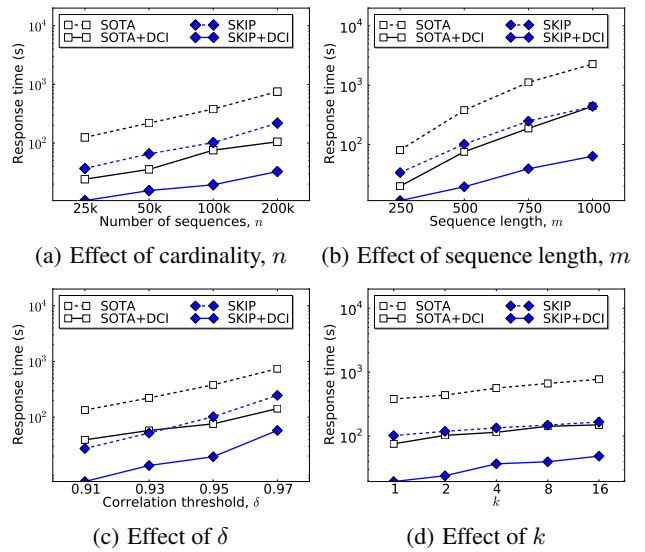 Response time (s)
10^4
10^3
10^2
SOTA
SOTA+DCI
SKIP
SKIP+DCI
25k 50k 100k 200k
Number of sequences, n
(a) Effect of cardinality, n
Response time (s)
10^4
10^3
10^2
SOTA
SOTA+DCI
SKIP
SKIP+DCI
250 500 750 1000
Sequence length, m
(b) Effect of sequence length, m
Response time (s)
10^4
10^3
10^2
SOTA
SOTA+DCI
SKIP
SKIP+DCI
0.91 0.93 0.95 0.97
Correlation threshold, δ
(c) Effect of δ
Response time (s)
10^4
10^3
10^2
SOTA
SOTA+DCI
SKIP
SKIP+DCI
1 2 4 8 16
k
(d) Effect of k